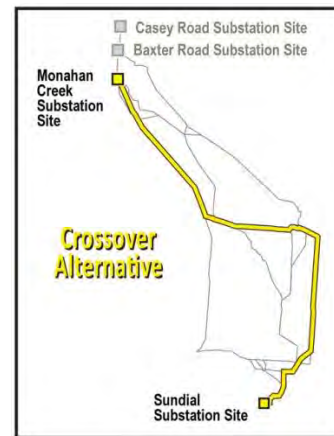 Casey Road Substation Site
Baxter Road Substation Site
Monahan
Creek
Substation
Site
Crossover
Alternative
Sundial
Substation Site